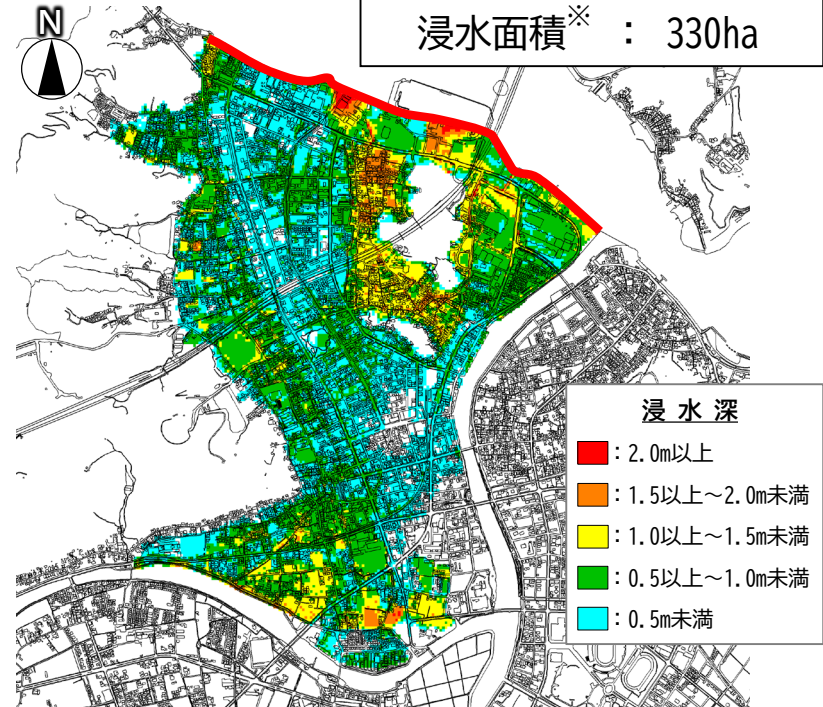 N
浸水面積※ : 330ha
浸水深
:2.0m以上
:1.5以上~2.0m未満
:1.0以上~1.5m未満
:0.5以上~1.0m未満
:0.5m未満